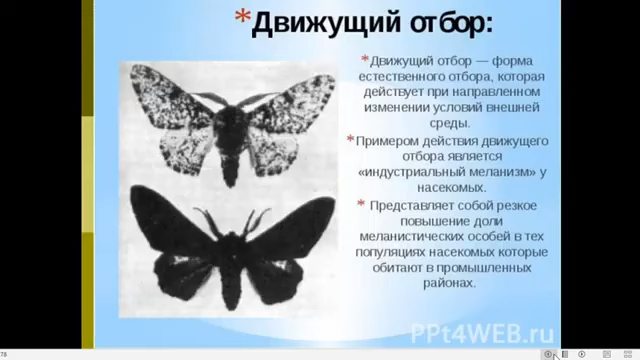 *Движущий отбор:
*Движущий отбор — форма
естественного отбора, которая
действует при направленном
изменении условий внешней
среды.
*Примером действия движущего
отбора является
«индустриальный меланизм» у
насекомых.
* Представляет собой резкое
повышение доли
меланистических особей в тех
популяциях насекомых которые
обитают в промышленных
районах.
PPt4WEB.ru
78